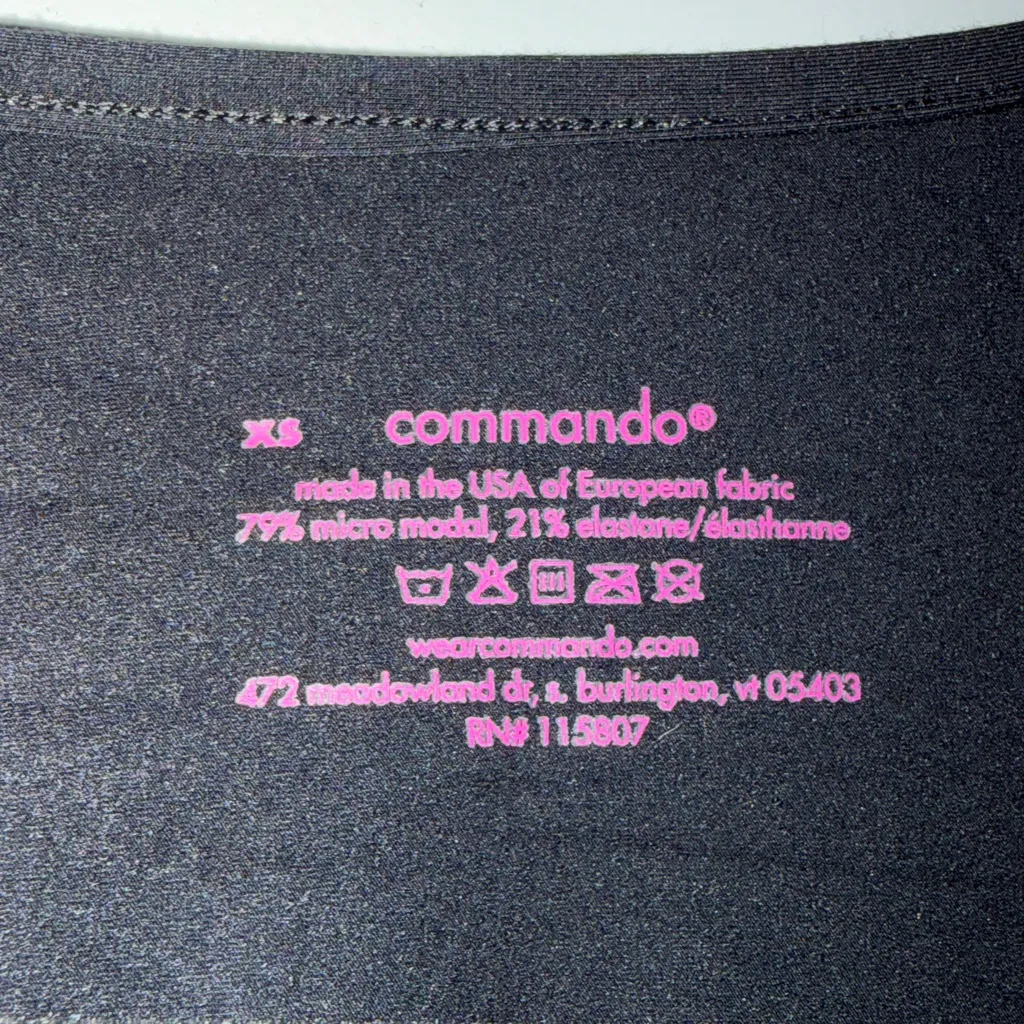 xs commando®
made in the USA of European fabric
79% micro modal, 21% elastane/élasthanne
wearcommando.com
472 meadowland dr, s. burlington, vt 05403
RN# 115807